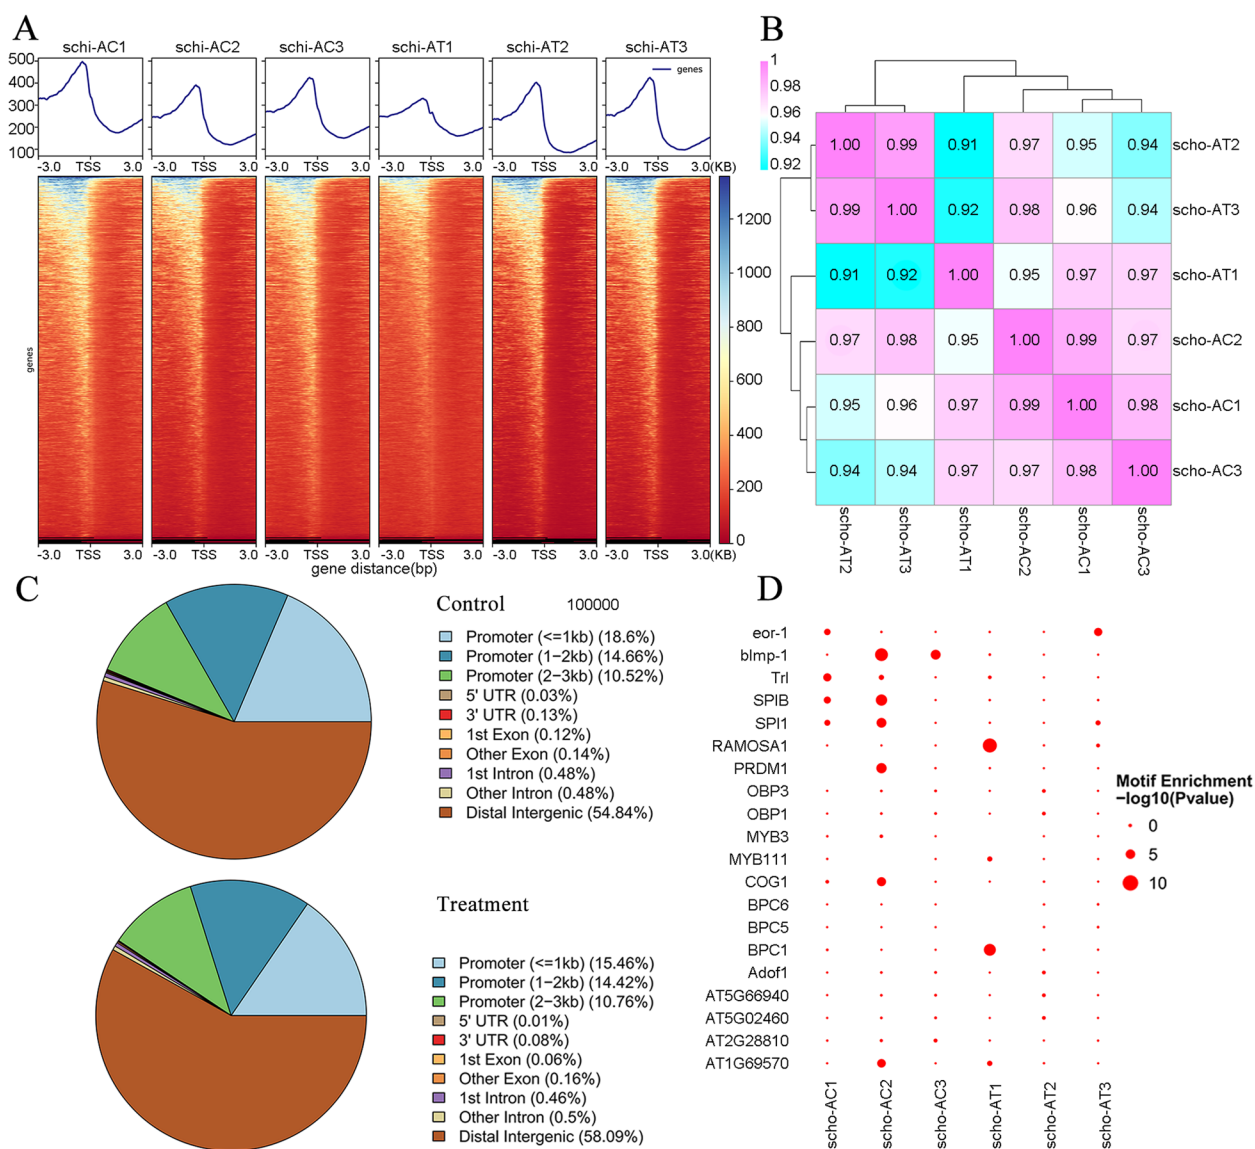 A
schi-AC1 schi-AC2 schi-AC3 schi-AT1 schi-AT2 schi-AT3
500
400
300
200
100
genes
-3.0 TSS 3.0 -3.0 TSS 3.0 -3.0 TSS 3.0 -3.0 TSS 3.0 -3.0 TSS 3.0 -3.0 TSS 3.0(KB)
genes
1200
1000
800
600
400
200
0
-3.0 TSS 3.0 -3.0 TSS 3.0 -3.0 TSS 3.0 -3.0 TSS 3.0 -3.0 TSS 3.0 -3.0 TSS 3.0(KB)
gene distance(bp)
B
1
0.98
0.96
0.94
0.92
1.00 0.99 0.91 0.97 0.95 0.94 scho-AT2
0.99 1.00 0.92 0.98 0.96 0.94 scho-AT3
0.91 0.92 1.00 0.95 0.97 0.97 scho-AT1
0.97 0.98 0.95 1.00 0.99 0.97 scho-AC2
0.95 0.96 0.97 0.99 1.00 0.98 scho-AC1
0.94 0.94 0.97 0.97 0.98 1.00 scho-AC3
scho-AT2 scho-AT3 scho-AT1 scho-AC2 scho-AC1 scho-AC3
C
Control 100000
Promoter (<=1kb) (18.6%)
Promoter (1−2kb) (14.66%)
Promoter (2−3kb) (10.52%)
5' UTR (0.03%)
3' UTR (0.13%)
1st Exon (0.12%)
Other Exon (0.14%)
1st Intron (0.48%)
Other Intron (0.48%)
Distal Intergenic (54.84%)
Treatment
Promoter (<=1kb) (15.46%)
Promoter (1−2kb) (14.42%)
Promoter (2−3kb) (10.76%)
5' UTR (0.01%)
3' UTR (0.08%)
1st Exon (0.06%)
Other Exon (0.16%)
1st Intron (0.46%)
Other Intron (0.5%)
Distal Intergenic (58.09%)
D
eor-1
blmp-1
Trl
SPIB
SPI1
RAMOSA1
PRDM1
OBP3
OBP1
MYB3
MYB111
COG1
BPC6
BPC5
BPC1
Adof1
AT5G66940
AT5G02460
AT2G28810
AT1G69570
scho-AC1 scho-AC2 scho-AC3 scho-AT1 scho-AT2 scho-AT3
Motif Enrichment
−log10(Pvalue)
0
5
10